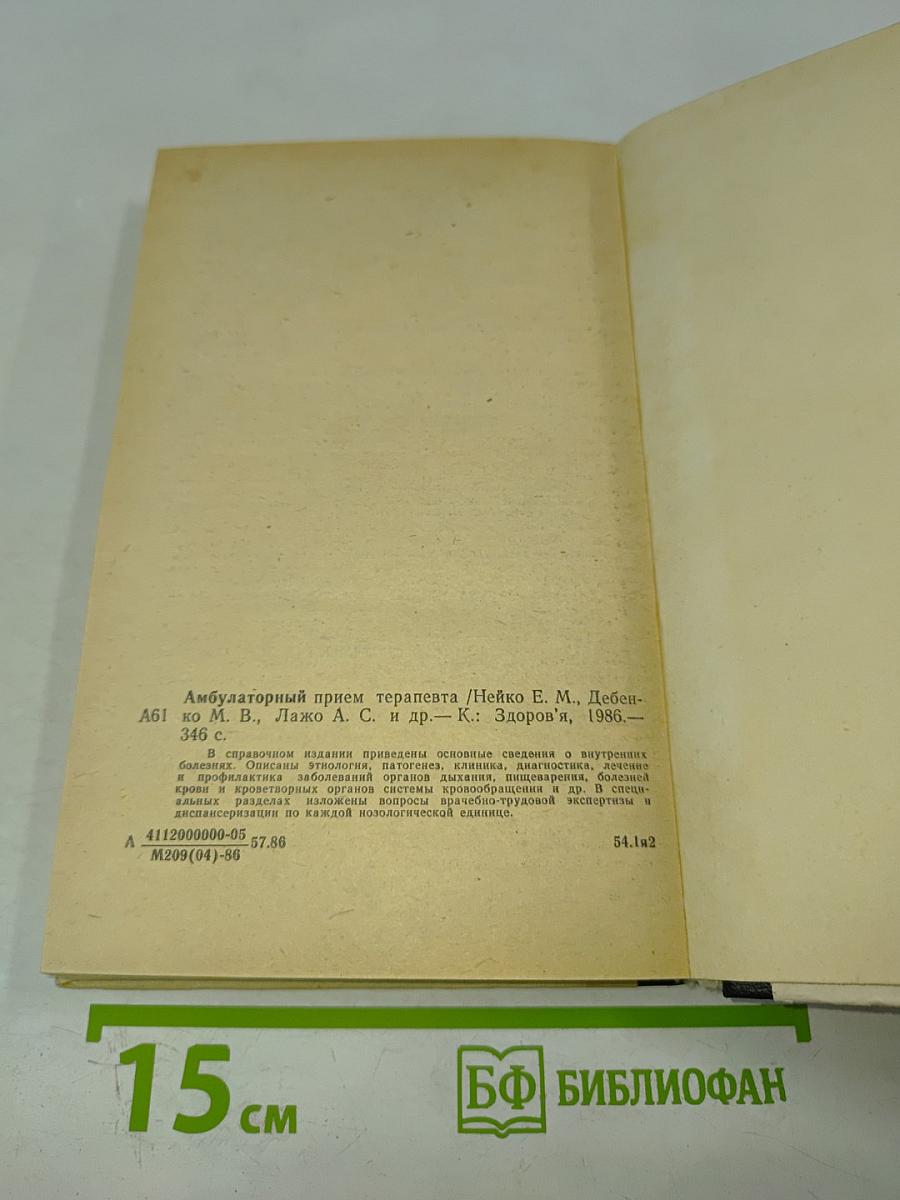 Амбулаторный прием терапевта /Нейко Е. М., Дебен-
А61 ко М. В., Лажо А. С. и др.— К.: Здоров'я, 1986.—
346 с.
В справочном издании приведены основные сведения о внутренних
болезнях. Описаны этиология, патогенез, клиника, диагностика, лечение
и профилактика заболеваний органов дыхания, пищеварения, болезней
крови и кроветворных органов системы кровообращения и др. В специ-
альных разделах изложены вопросы врачебно-трудовой экспертизы и
диспансеризации по каждой нозологической единице.
А 4112000000-05 57.86 54.1я2
М209(04)-86
15 см БФ БИБЛИОФАН